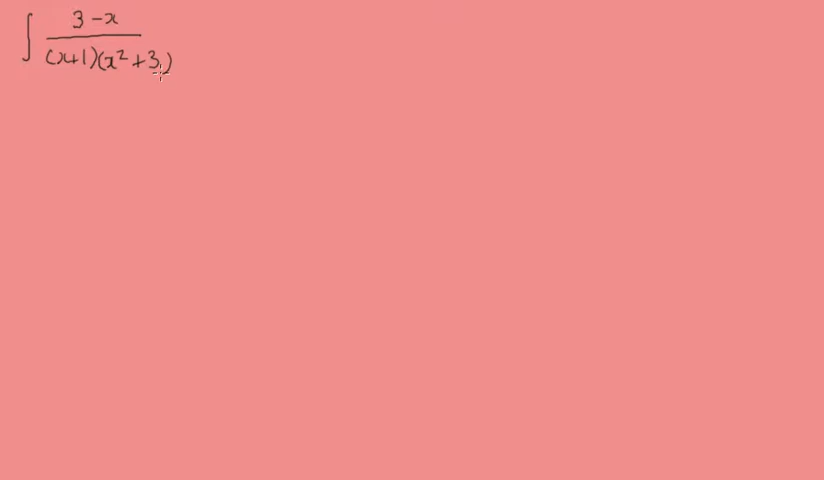 ∫ 3 - x
(x+1)(x² + 3)